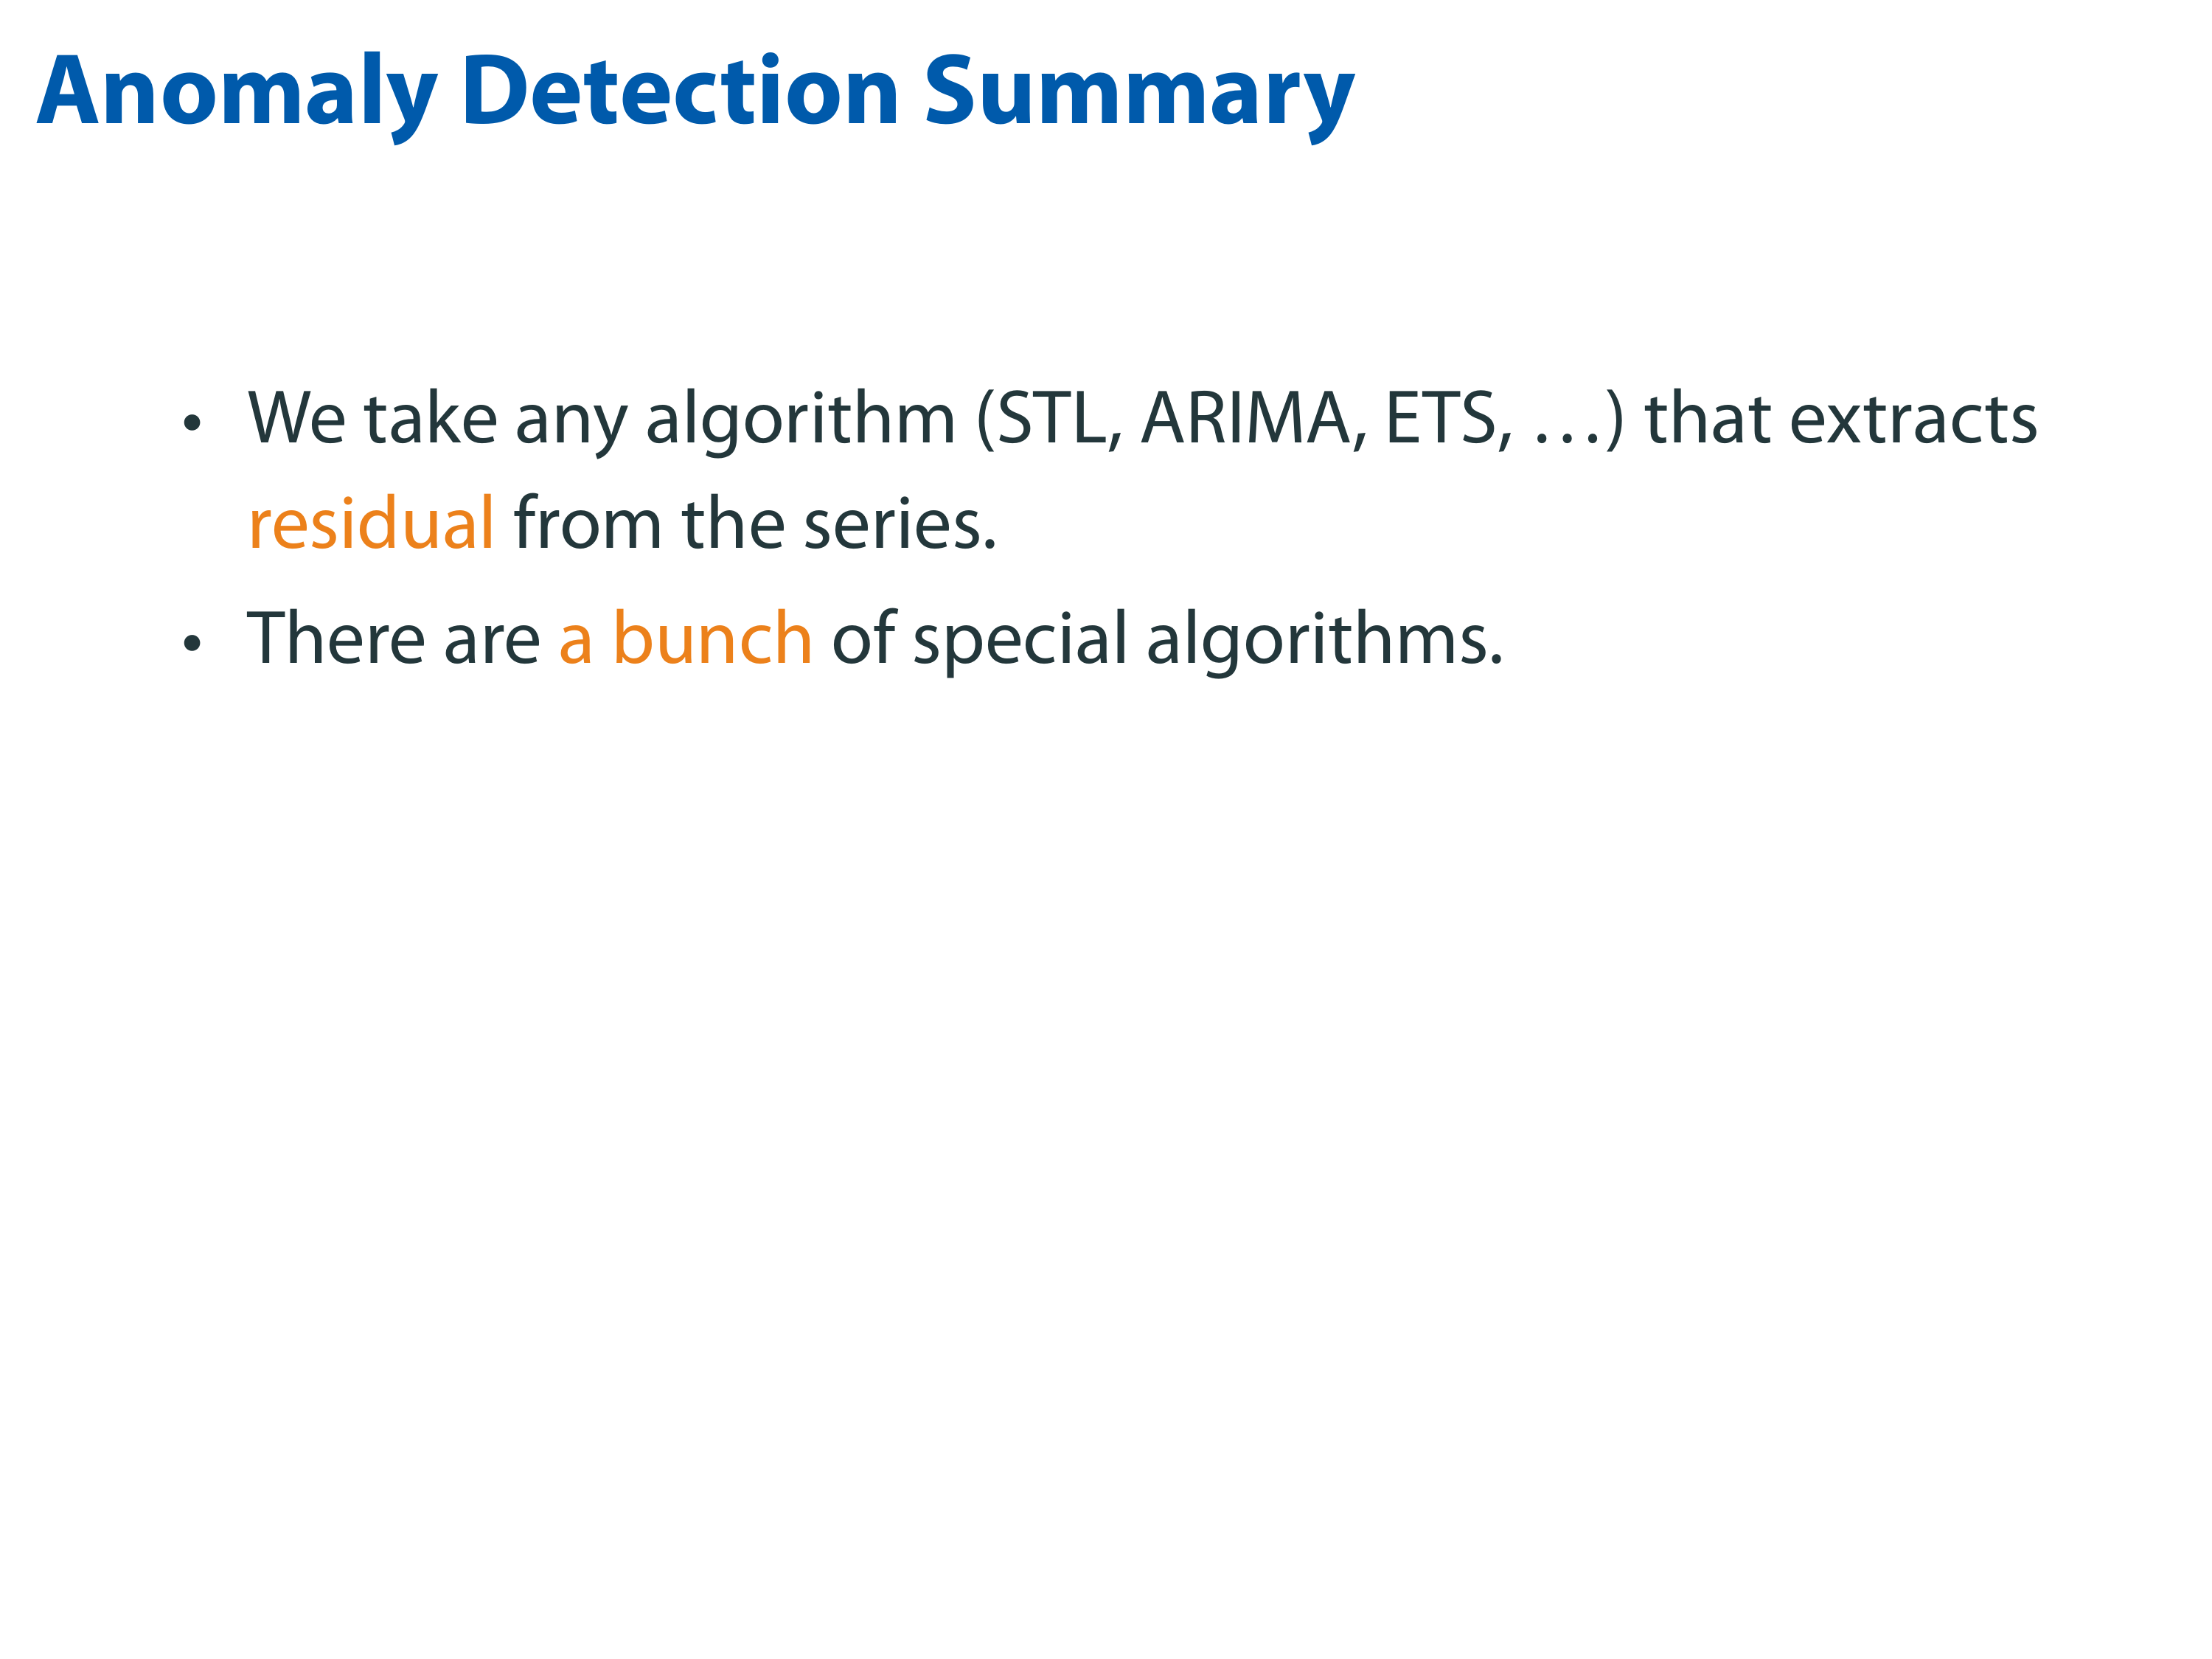 Anomaly Detection Summary
• We take any algorithm (STL, ARIMA, ETS, …) that extracts
residual from the series.
• There are a bunch of special algorithms.